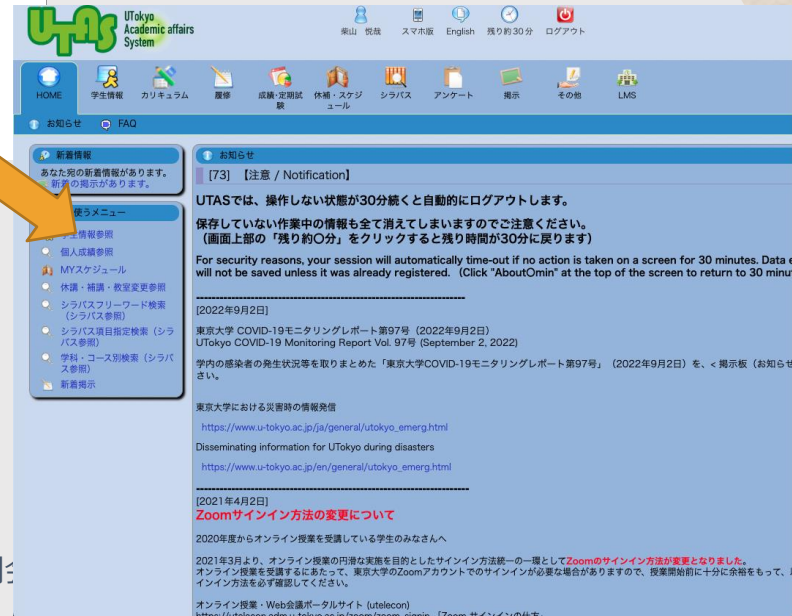 UTAS
UTokyo
Academic affairs
System
柴山 悦哉
スマホ版
English
残り約30分
ログアウト
HOME
学生情報
カリキュラム
履修
成績・定期試験
休補・スケジュール
シラバス
アンケート
掲示
その他
LMS
お知らせ
FAQ
新着情報
あなた宛の新着情報があります。
新着の掲示があります。
使うメニュー
学生情報参照
個人成績参照
MYスケジュール
休講・補講・教室変更参照
シラバスフリーワード検索
（シラバス参照）
シラバス項目指定検索（シラ
バス参照）
学科・コース別検索（シラバ
ス参照）
新着掲示
お知らせ
[73] 【注意 / Notification】
UTASでは、操作しない状態が30分続くと自動的にログアウトします。
保存していない作業中の情報も全て消えてしまいますのでご注意ください。
（画面上部の「残り約〇分」をクリックすると残り時間が30分に戻ります）
For security reasons, your session will automatically time-out if no action is taken on a screen for 30 minutes. Data
will not be saved unless it was already registered. (Click "About〇min" at the top of the screen to return to 30
[2022年9月2日]
東京大学 COVID-19モニタリングレポート第97号（2022年9月2日）
UTokyo COVID-19 Monitoring Report Vol. 97号 (September 2, 2022)
学内の感染者の発生状況等を取りまとめた「東京大学COVID-19モニタリングレポート第97号」（2022年9月2日）を、< 掲示板（お知らせ
さい。
東京大学における災害時の情報発信
https://www.u-tokyo.ac.jp/ja/general/utokyo_emerg.html
Disseminating information for UTokyo during disasters
https://www.u-tokyo.ac.jp/en/general/utokyo_emerg.html
[2021年4月2日]
Zoomサインイン方法の変更について
2020年度からオンライン授業を受講している学生のみなさんへ
2021年3月より、オンライン授業の円滑な実施を目的としたサインイン方法統一の一環としてZoomのサインイン方法が変更となりました。
オンライン授業を受講するにあたって、東京大学のZoomアカウントでのサインインが必要な場合がありますので、授業開始前に十分に余裕をもって、
インイン方法を必ず確認してください。
オンライン授業・Web会議ポータルサイト (utelecon)